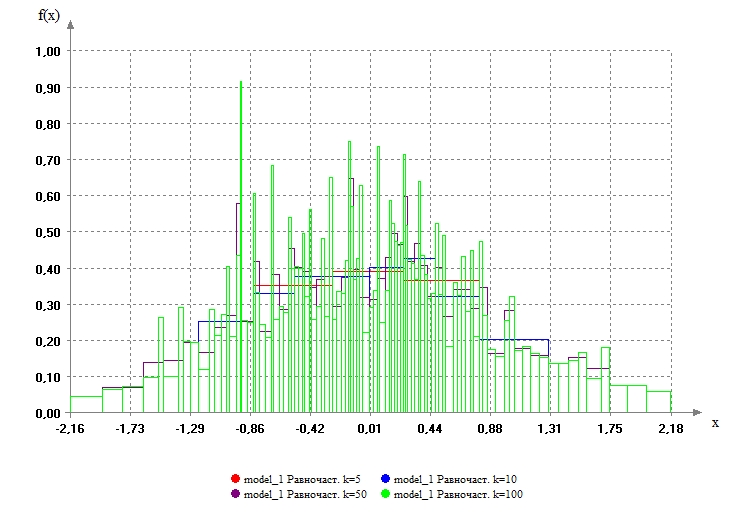 f(x)
1,00
0,90
0,80
0,70
0,60
0,50
0,40
0,30
0,20
0,10
0,00
-2,16 -1,73 -1,29 -0,86 -0,42 0,01 0,44 0,88 1,31 1,75 2,18
x
model_1 Равночаст. k=5 model_1 Равночаст. k=10
model_1 Равночаст. k=50 model_1 Равночаст. k=100